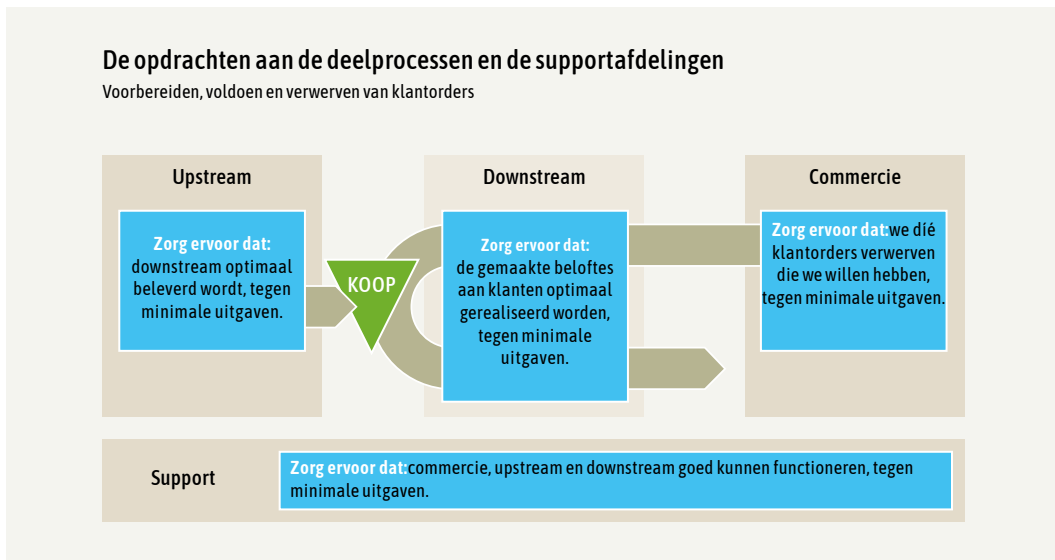 De opdrachten aan de deelprocessen en de supportafdelingen
Voorbereiden, voldoen en verwerven van klantorders
Upstream
Zorg ervoor dat:
downstream optimaal
beleverd wordt, tegen
minimale uitgaven.
KOOP
Downstream
Zorg ervoor dat:
de gemaakte beloftes
aan klanten optimaal
gerealiseerd worden,
tegen minimale
uitgaven.
Commercie
Zorg ervoor dat:we díé
klantorders verwerven
die we willen hebben,
tegen minimale uitgaven.
Support
Zorg ervoor dat:commercie, upstream en downstream goed kunnen functioneren, tegen
minimale uitgaven.